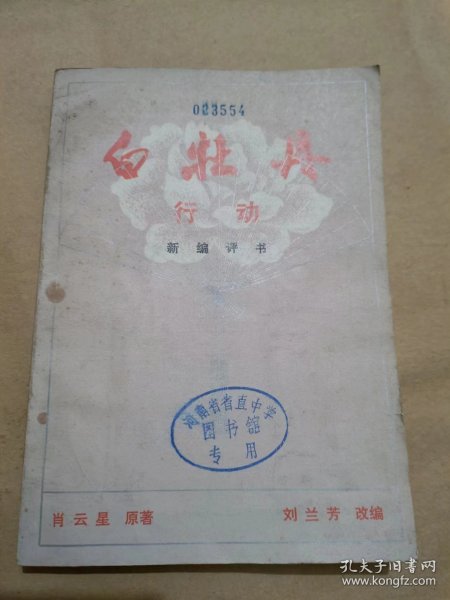 023554
白牡丹
行动
新编评书
河南省省直中学
图书馆
专用
肖云星 原著
刘兰芳 改编
孔夫子旧书网
www.kongfz.com